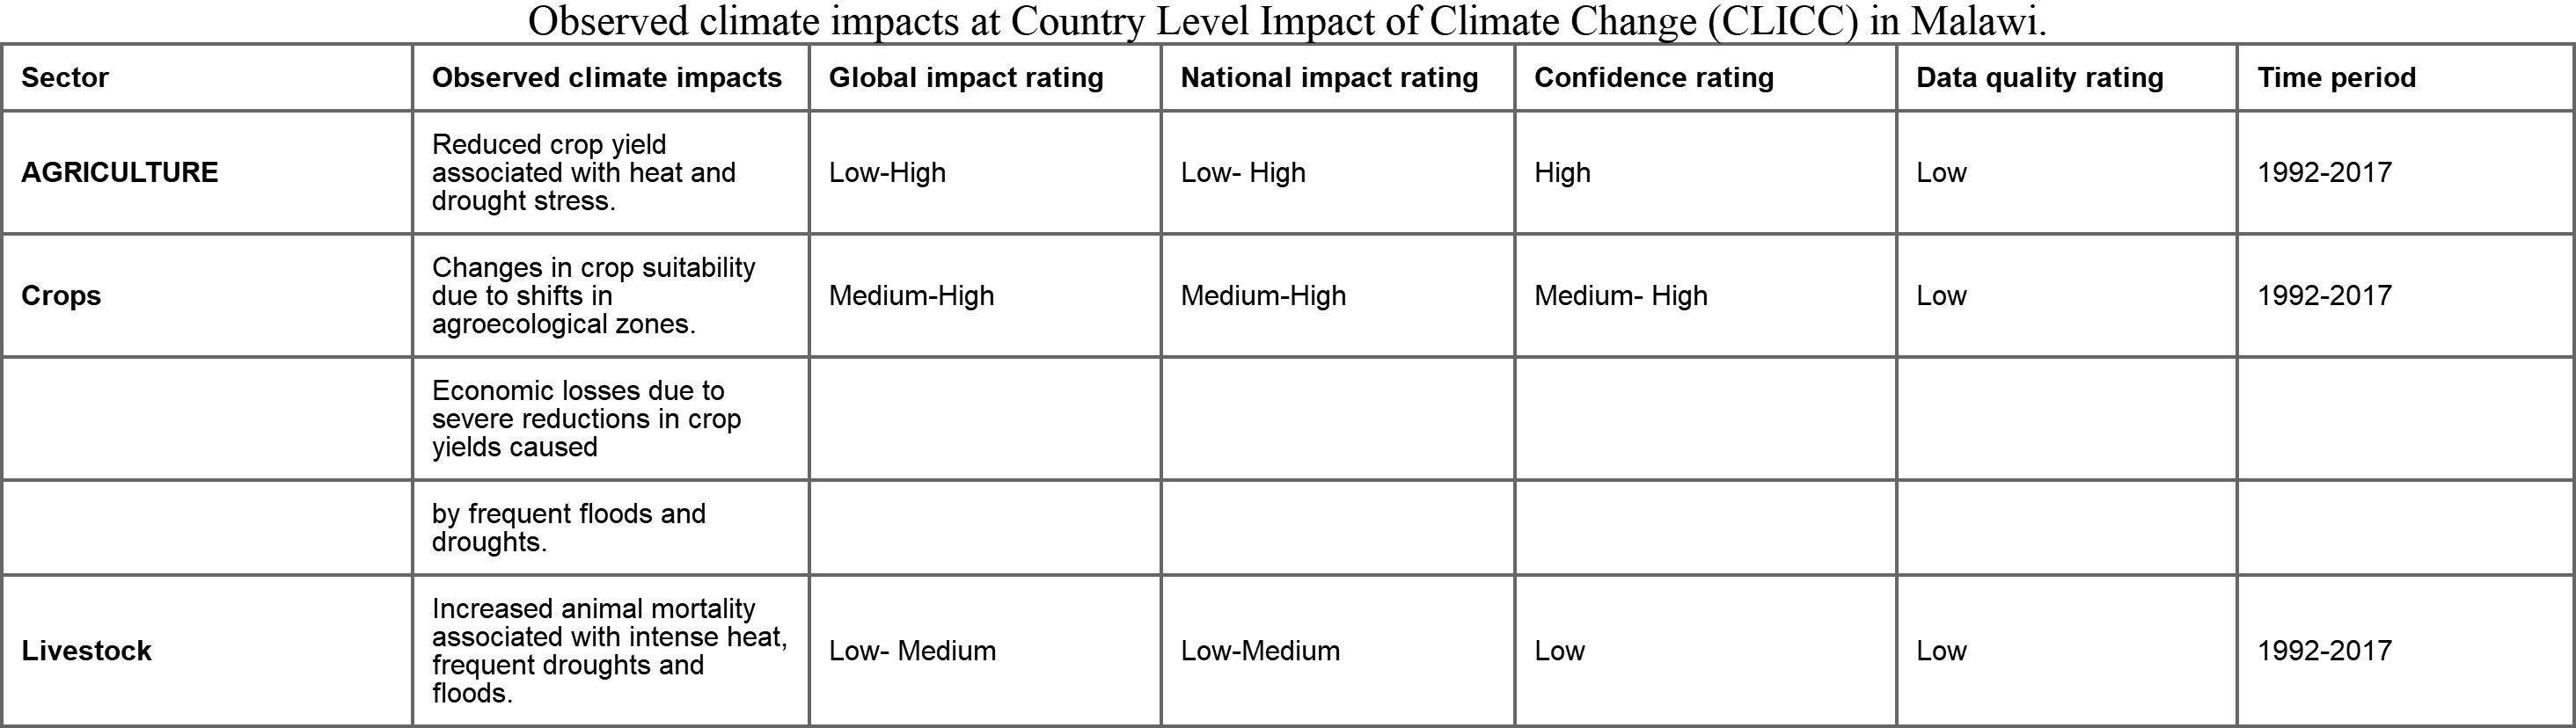 Observed climate impacts at Country Level Impact of Climate Change (CLICC) in Malawi.
Sector
Observed climate impacts
Global impact rating
National impact rating
Confidence rating
Data quality rating
Time period
AGRICULTURE
Reduced crop yield
associated with heat and
drought stress.
Low-High
Low- High
High
Low
1992-2017
Crops
Changes in crop suitability
due to shifts in
agroecological zones.
Medium-High
Medium-High
Medium- High
Low
1992-2017
Economic losses due to
severe reductions in crop
yields caused
by frequent floods and
droughts.
Livestock
Increased animal mortality
associated with intense heat,
frequent droughts and
floods.
Low- Medium
Low-Medium
Low
Low
1992-2017